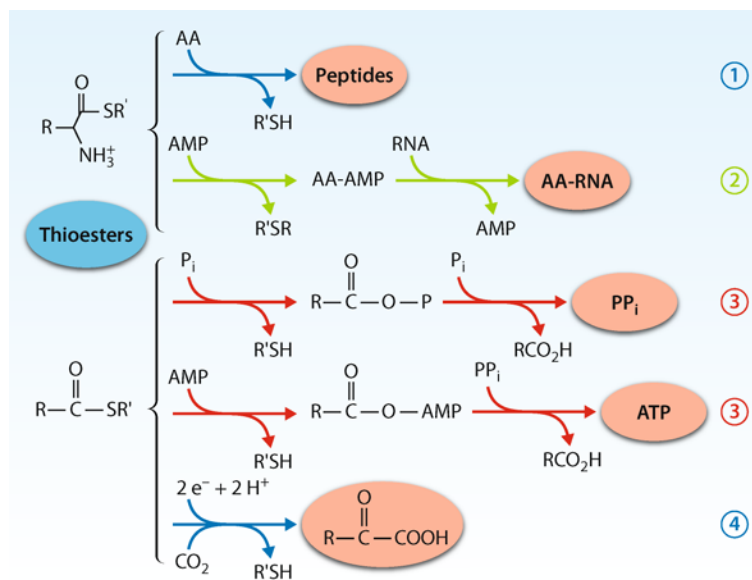 AA
Peptides
①
O
SR'
R
NH₃⁺
R'SH
AMP
RNA
AA-AMP
AA-RNA
②
R'SR
AMP
Thioesters
Pᵢ
O
Pᵢ
R—C—O—P
PPᵢ
③
R'SH
RCO₂H
AMP
O
PPᵢ
R—C—O—AMP
ATP
③
R'SH
RCO₂H
O
R—C—SR'
2 e⁻ + 2 H⁺
O
R—C—COOH
④
CO₂
R'SH